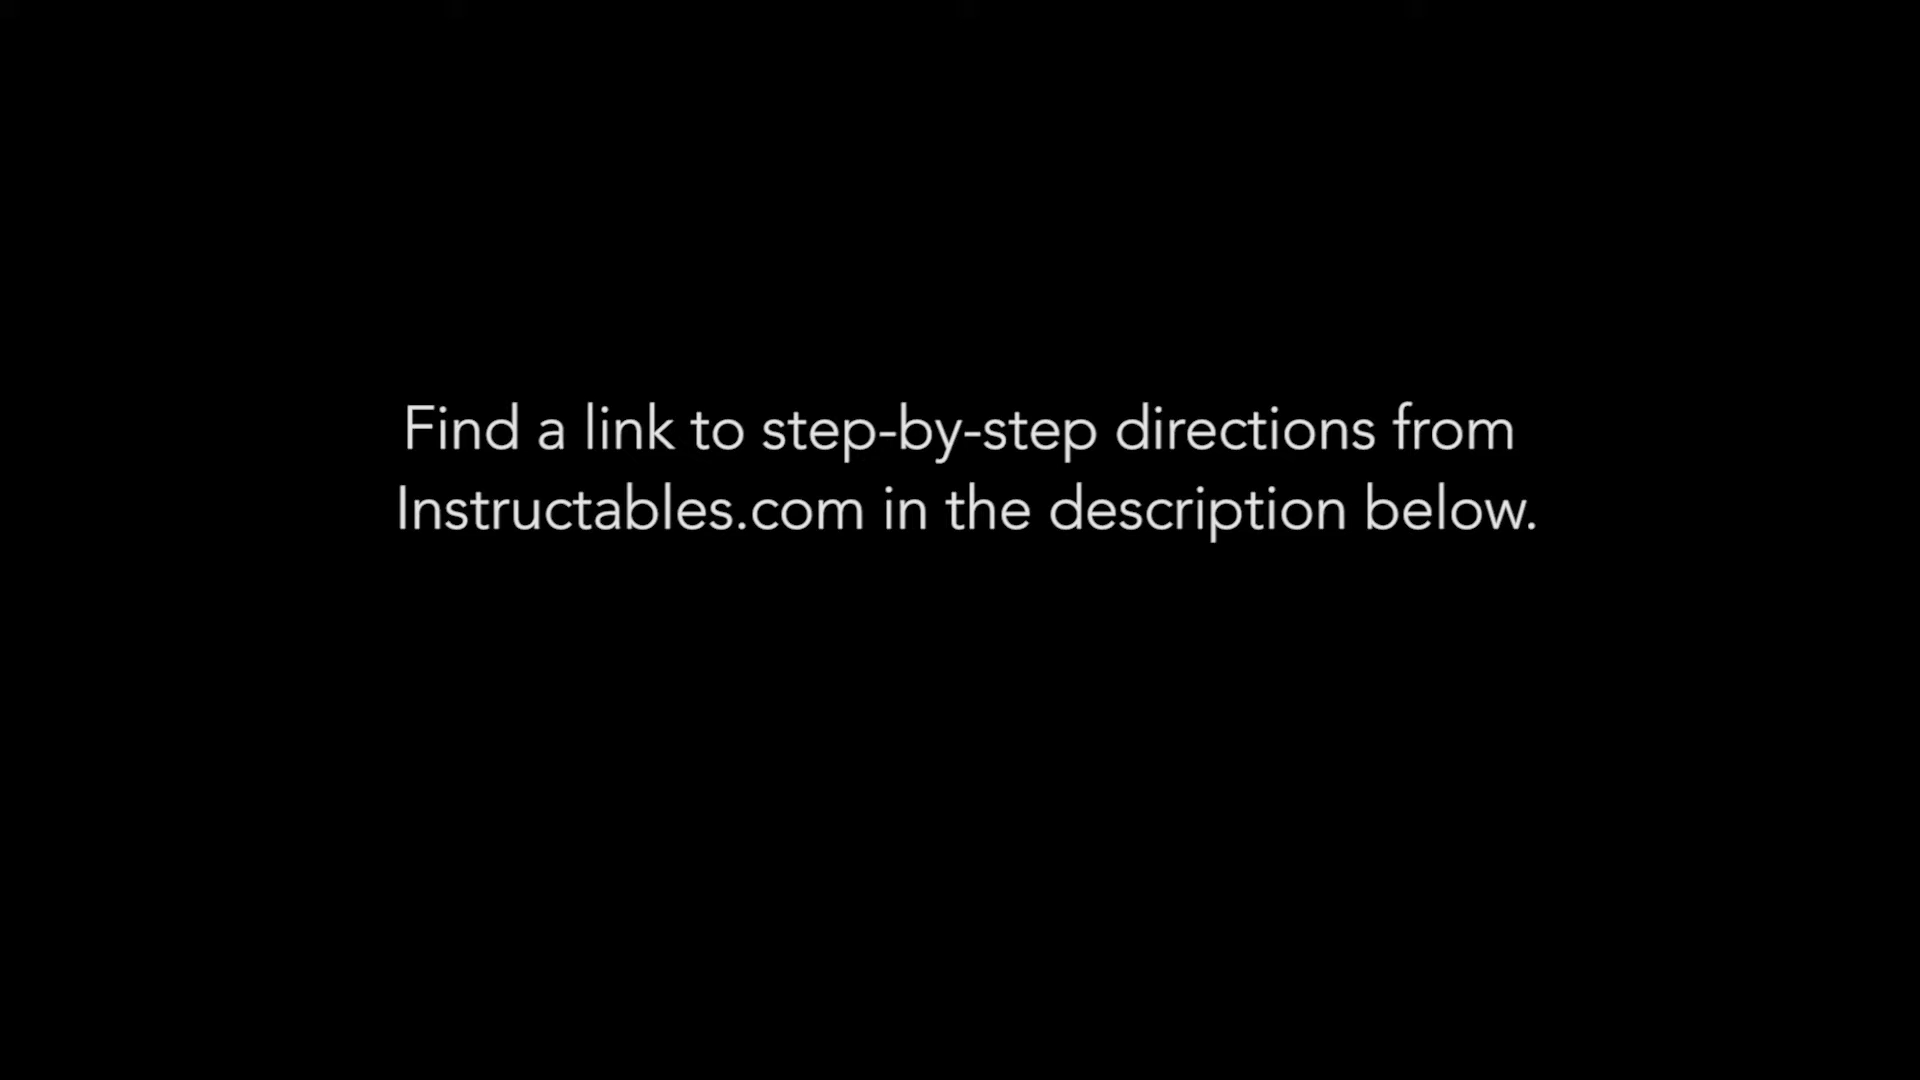 Find a link to step-by-step directions from
Instructables.com in the description below.